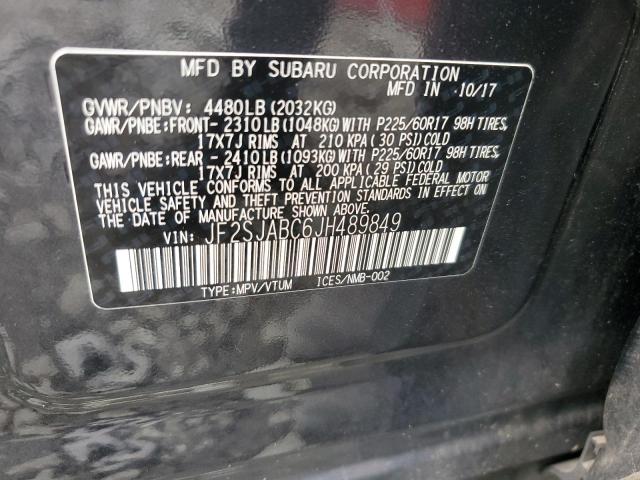 MFD BY SUBARU CORPORATION
MFD IN 10/17
GVWR/PNBV: 4480LB(2032KG)
GAWR/PNBE:FRONT- 2310LB(1048KG)WITH P225/60R17 98H TIRES,
17X7J RIMS AT 210 KPA(30 PSI)COLD
GAWR/PNBE:REAR - 2410LB(1093KG)WITH P225/60R17 98H TIRES,
17X7J RIMS AT 200 KPA(29 PSI)COLD
THIS VEHICLE CONFORMS TO ALL APPLICABLE FEDERAL MOTOR
VEHICLE SAFETY AND THEFT PREVENTION STANDARDS IN EFFECT ON
THE DATE OF MANUFACTURE SHOWN ABOVE.
VIN: JF2SJABC6JH489849
TYPE:MPV/VTUM ICES/NMB-002